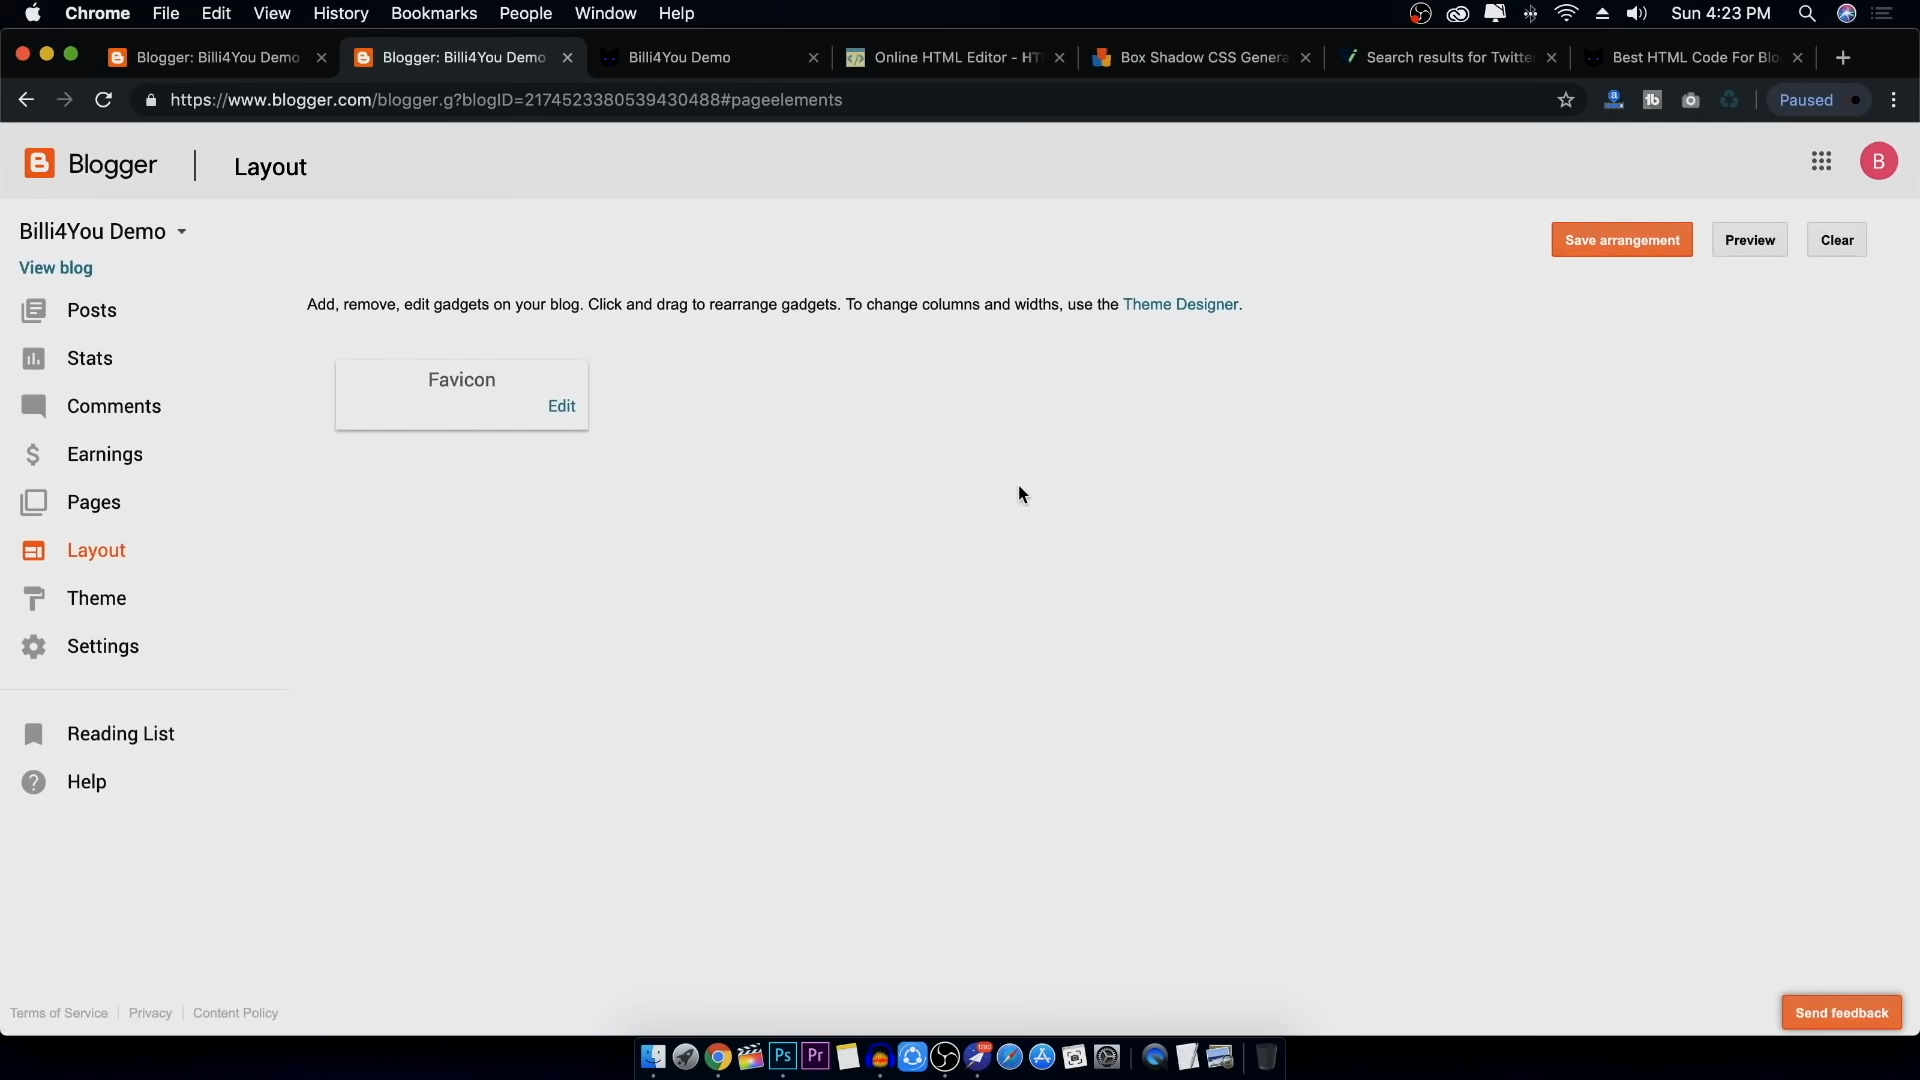 Chrome File Edit View History Bookmarks People Window Help Sun 4:23 PM
Blogger: Billi4You Demo Blogger: Billi4You Demo Billi4You Demo Online HTML Editor - HT Box Shadow CSS Genera Search results for Twitte Best HTML Code For Blo
https://www.blogger.com/blogger.g?blogID=2174523380539430488#pageelements tb Paused
Blogger Layout B
Billi4You Demo Save arrangement Preview Clear
View blog
Add, remove, edit gadgets on your blog. Click and drag to rearrange gadgets. To change columns and widths, use the Theme Designer.
Posts
Stats
Favicon
Edit
Comments
Earnings
Pages
Layout
Theme
Settings
Reading List
Help
Terms of Service Privacy Content Policy Send feedback
Ps Pr 1280